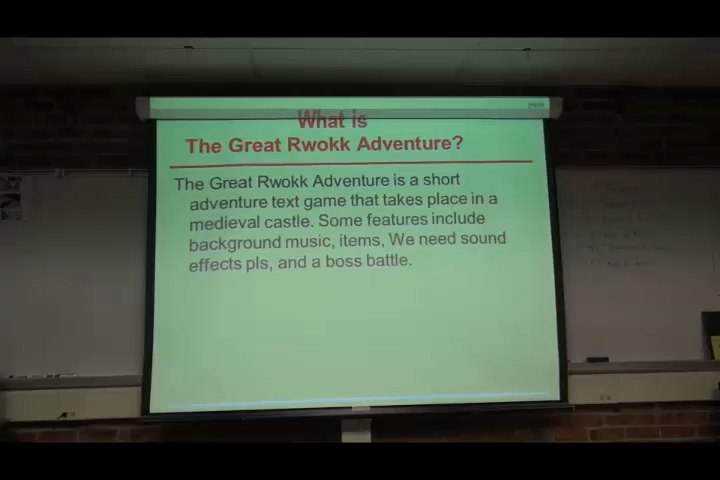 What is
The Great Rwokk Adventure?
The Great Rwokk Adventure is a short
adventure text game that takes place in a
medieval castle. Some features include
background music, items, We need sound
effects pls, and a boss battle.